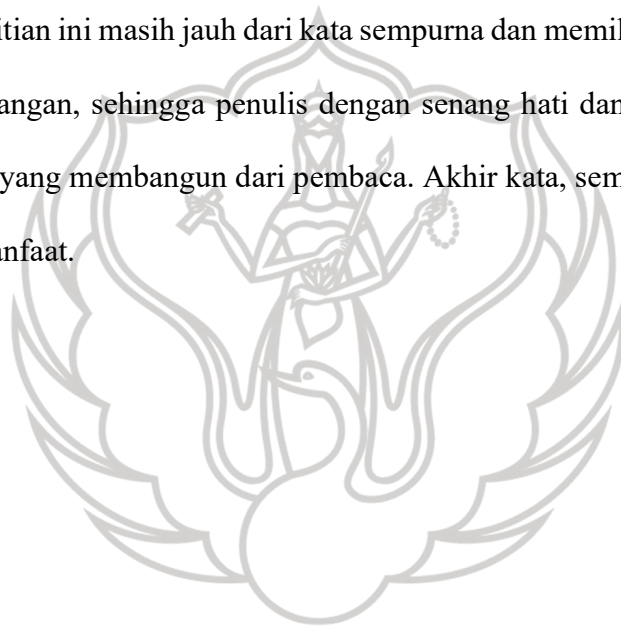 itian ini masih jauh dari kata sempurna dan memil
angan, sehingga penulis dengan senang hati dan
yang membangun dari pembaca. Akhir kata, sem
anfaat.